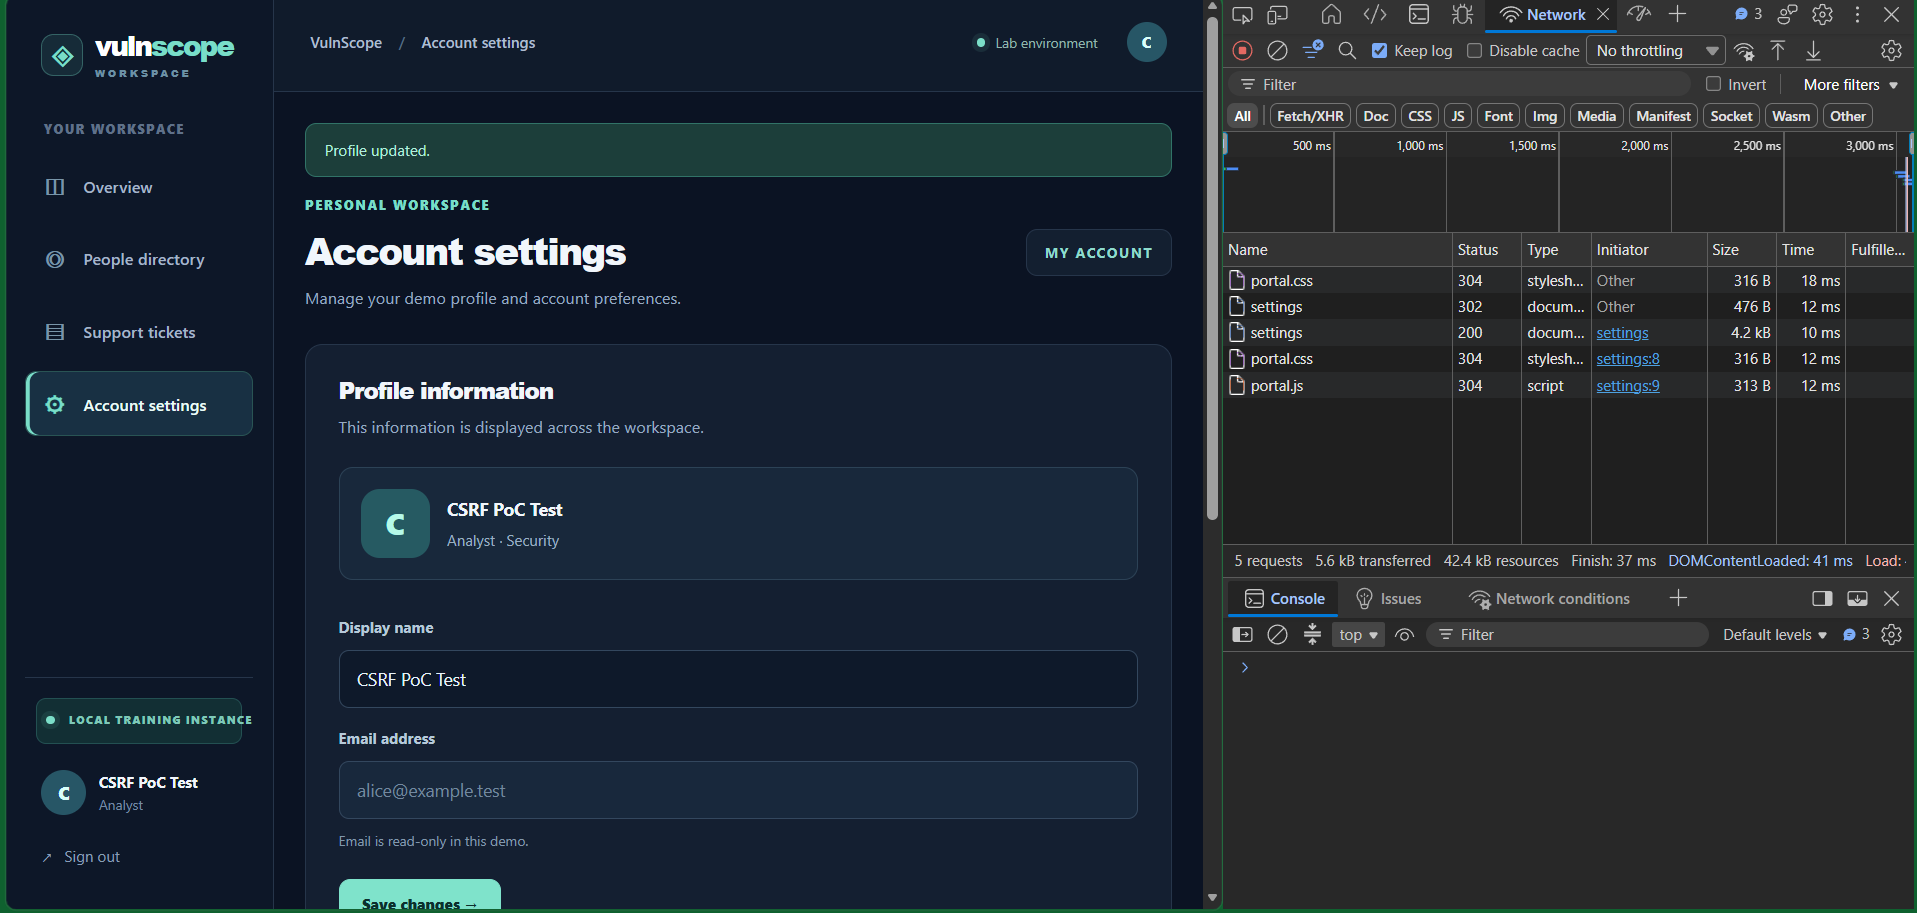 vulnscope
WORKSPACE
YOUR WORKSPACE
Overview
People directory
Support tickets
Account settings
LOCAL TRAINING INSTANCE
C
CSRF PoC Test
Analyst
Sign out
VulnScope / Account settings
Lab environment
C
Profile updated.
PERSONAL WORKSPACE
Account settings
MY ACCOUNT
Manage your demo profile and account preferences.
Profile information
This information is displayed across the workspace.
C
CSRF PoC Test
Analyst · Security
Display name
CSRF PoC Test
Email address
alice@example.test
Email is read-only in this demo.
Save changes →
Network
3
Keep log
Disable cache
No throttling
Filter
Invert
More filters
All
Fetch/XHR
Doc
CSS
JS
Font
Img
Media
Manifest
Socket
Wasm
Other
500 ms 1,000 ms 1,500 ms 2,000 ms 2,500 ms 3,000 ms
Name Status Type Initiator Size Time Fulfille...
portal.css 304 stylesh... Other 316 B 18 ms
settings 302 docum... Other 476 B 12 ms
settings 200 docum... settings 4.2 kB 10 ms
portal.css 304 stylesh... settings:8 316 B 12 ms
portal.js 304 script settings:9 313 B 12 ms
5 requests 5.6 kB transferred 42.4 kB resources Finish: 37 ms DOMContentLoaded: 41 ms Load:
Console
Issues
Network conditions
top
Filter
Default levels
3